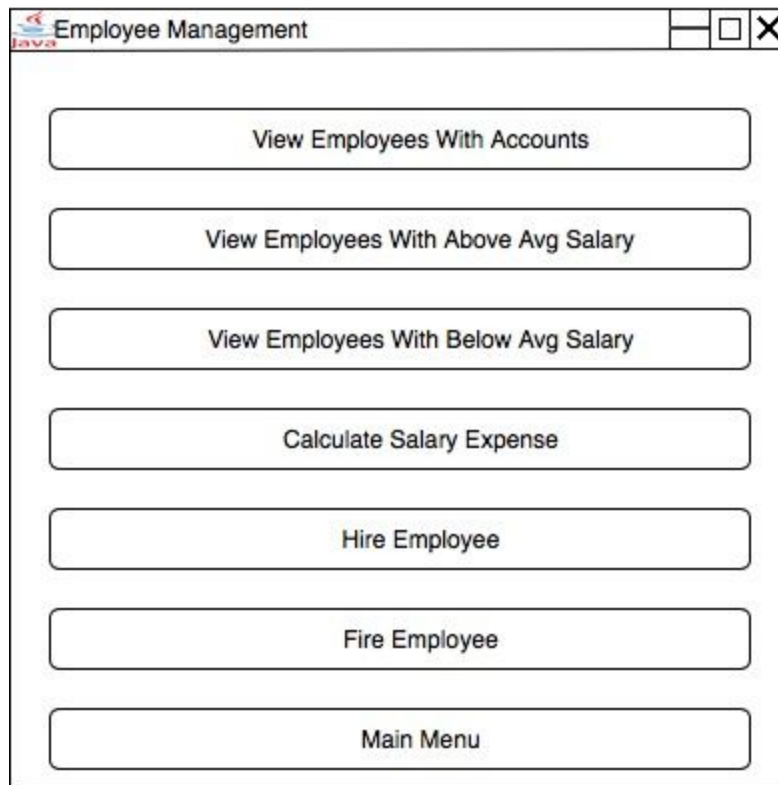 Employee Management
Java
View Employees With Accounts
View Employees With Above Avg Salary
View Employees With Below Avg Salary
Calculate Salary Expense
Hire Employee
Fire Employee
Main Menu